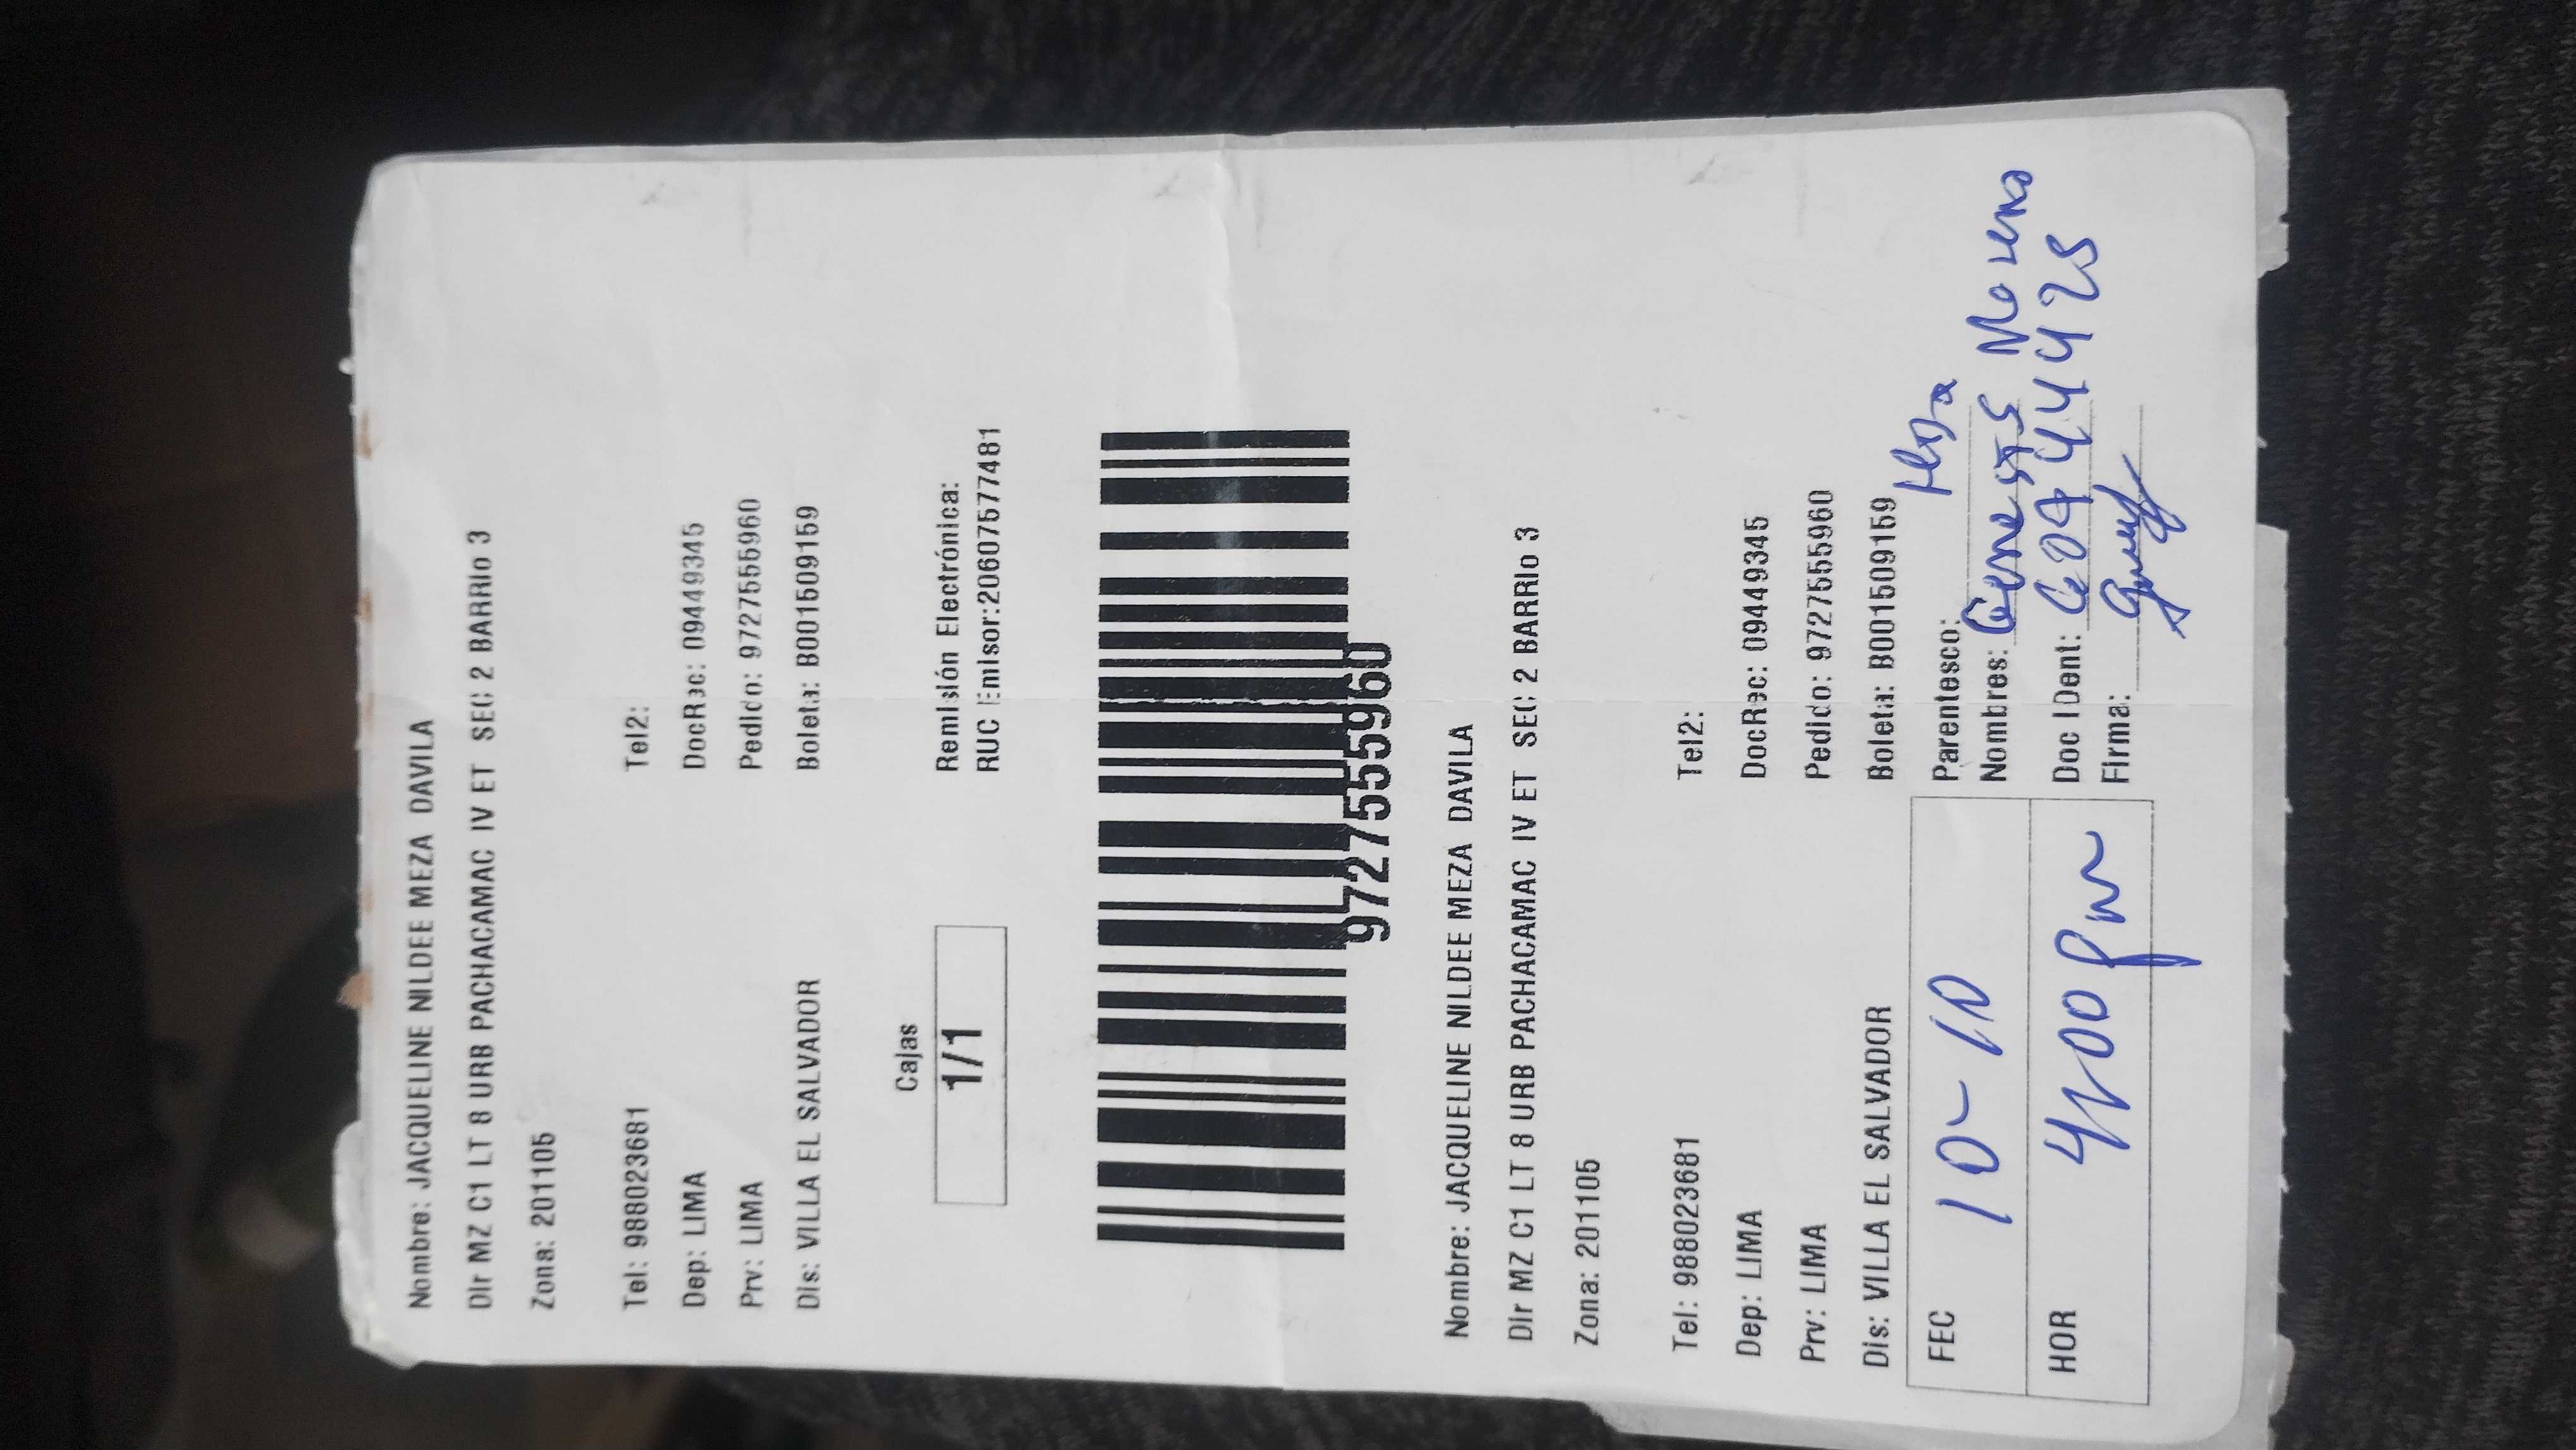 Nombre: JACQUELINE NILDEE MEZA DAVILA
Dir MZ C1 LT 8 URB PACHACAMAC IV ET SEC 2 BARRIO 3
Zona: 201105
Tel: 988023681 Tel2:
Dep: LIMA DocRec: 09449345
Prv: LIMA Pedido: 9727555960
Dis: VILLA EL SALVADOR Boleta: B001509159
Cajas Remisión Electrónica:
1/1 RUC Emisor:20607577481
9727555960
Nombre: JACQUELINE NILDEE MEZA DAVILA
Dir MZ C1 LT 8 URB PACHACAMAC IV ET SEC 2 BARRIO 3
Zona: 201105
Tel: 988023681 Tel2:
Dep: LIMA DocRec: 09449345
Prv: LIMA Pedido: 9727555960
Dis: VILLA EL SALVADOR Boleta: B001509159
FEC 10-10 Parentesco:
Nombres: Genesis Moreno
HOR 4:00 pm Doc IDent:
Firma: